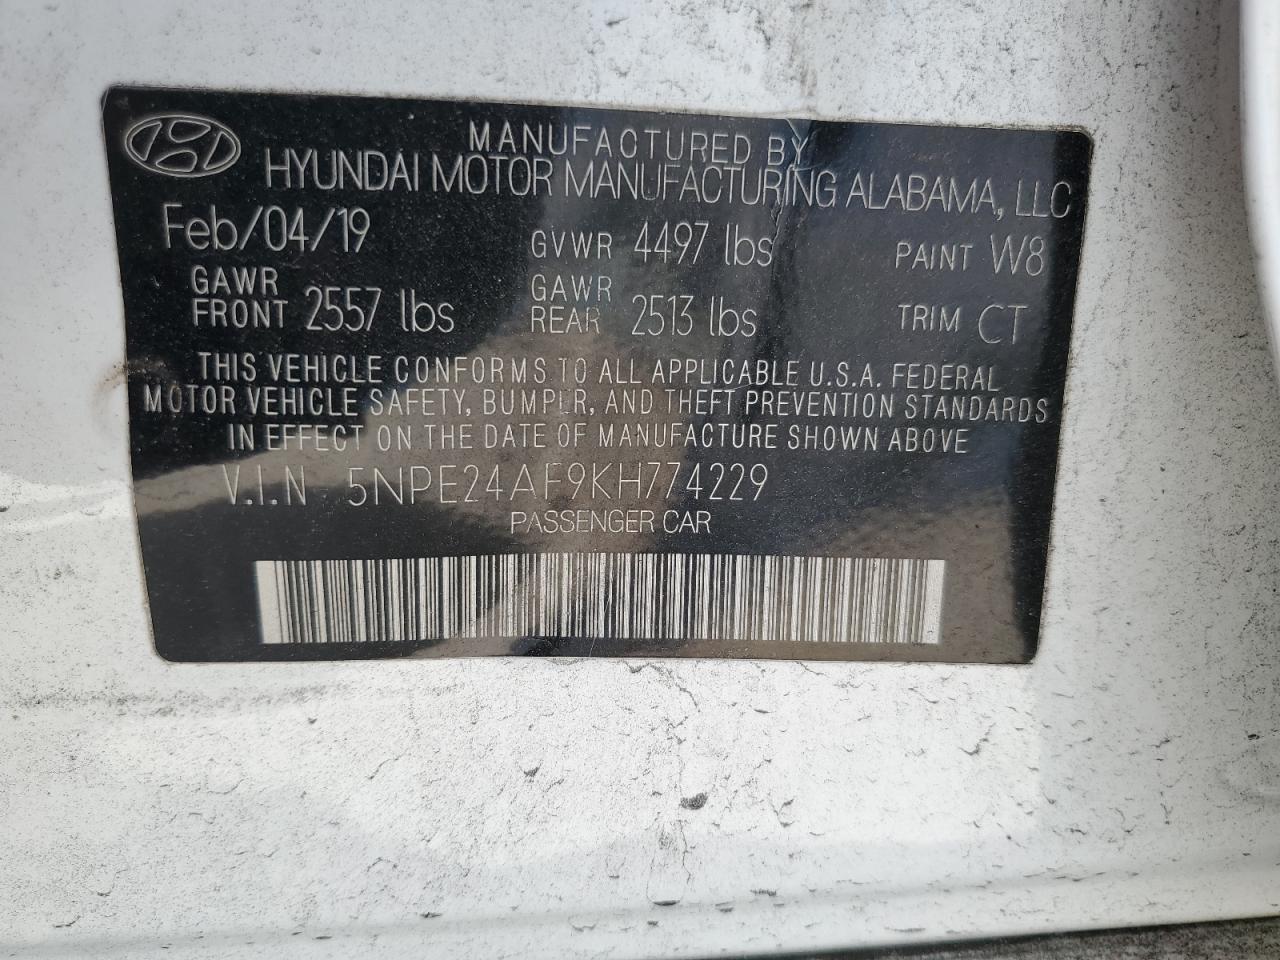 MANUFACTURED BY
HYUNDAI MOTOR MANUFACTURING ALABAMA, LLC
Feb/04/19 GVWR 4497 lbs PAINT W8
GAWR FRONT 2557 lbs GAWR REAR 2513 lbs TRIM CT
THIS VEHICLE CONFORMS TO ALL APPLICABLE U.S.A. FEDERAL
MOTOR VEHICLE SAFETY, BUMPER, AND THEFT PREVENTION STANDARDS
IN EFFECT ON THE DATE OF MANUFACTURE SHOWN ABOVE
V.I.N 5NPE24AF9KH774229
PASSENGER CAR